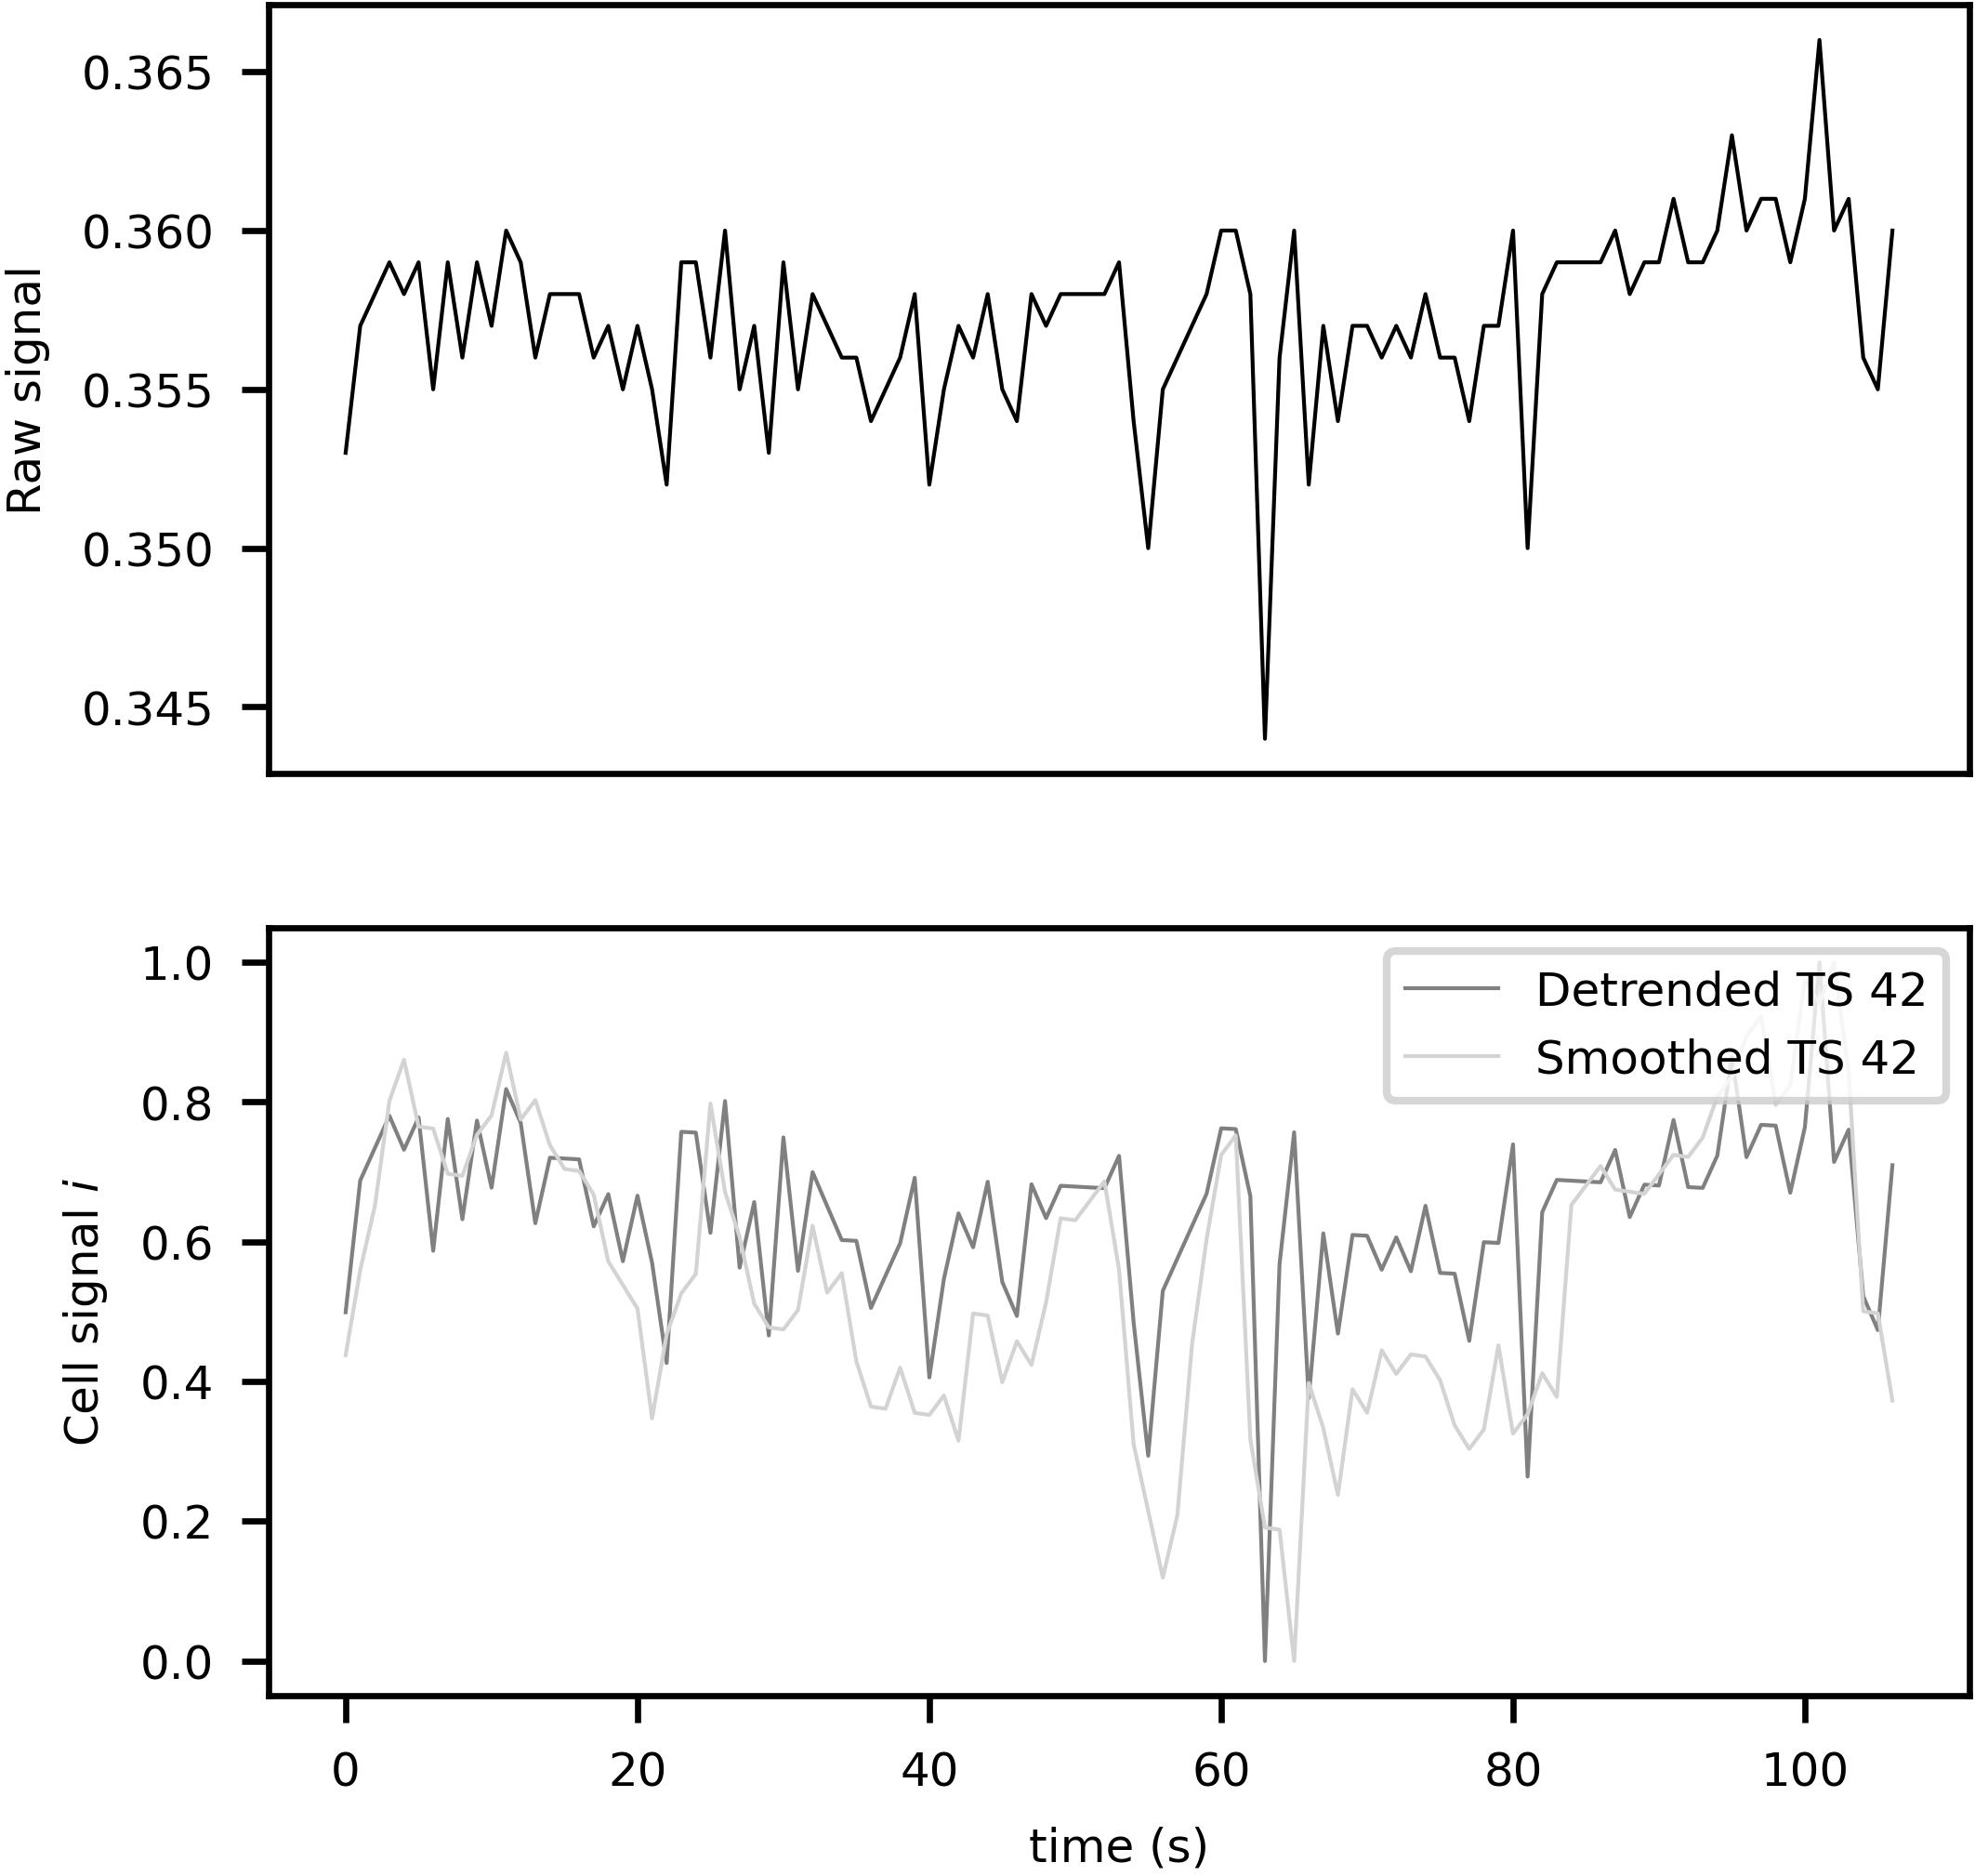 0.365
0.360
0.355
0.350
0.345
Raw signal
1.0
0.8
0.6
0.4
0.2
0.0
Cell signal i
Detrended TS 42
Smoothed TS 42
0 20 40 60 80 100
time (s)